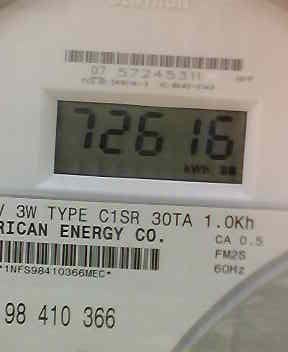 07 57245311
72616
kWh
V 3W TYPE C1SR 30TA 1.0Kh
RICAN ENERGY CO.
CA 0.5
FM2S
60Hz
*1NFS98410366MEC*
98 410 366